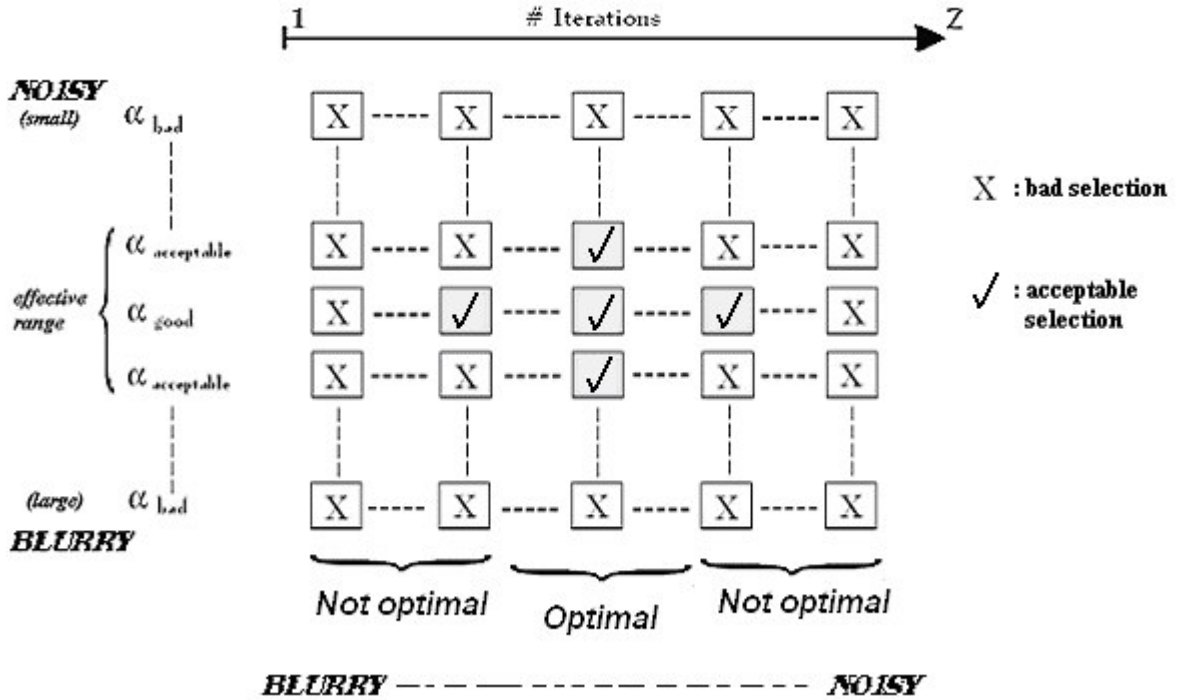 1 # Iterations Z
NOISY
(small) α bad X X X X X
X : bad selection
α acceptable X X ✓ X X
effective
range
α good X ✓ ✓ ✓ X
✓ : acceptable
selection
α acceptable X X ✓ X X
(large) α bad X X X X X
BLURRY
Not optimal Optimal Not optimal
BLURRY NOISY